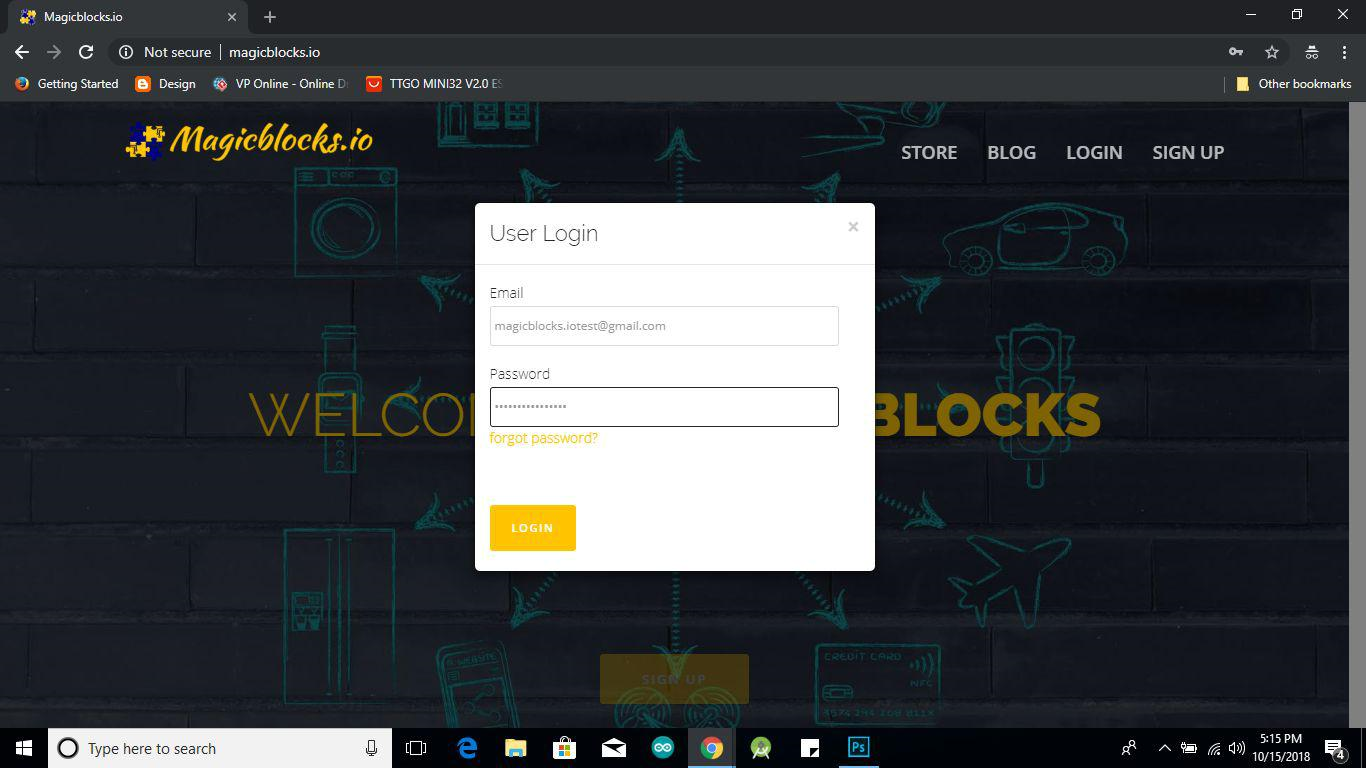 Magicblocks.io
Not secure | magicblocks.io
Getting Started Design VP Online - Online D TTGO MINI32 V2.0 ES Other bookmarks
Magicblocks.io
STORE BLOG LOGIN SIGN UP
User Login ×
Email
magicblocks.iotest@gmail.com
Password
••••••••••••••••
forgot password?
WELCO BLOCKS
LOGIN
WEBSITE
CREDIT CARD
NFC
SIGN UP
Type here to search
Ps
5:15 PM
10/15/2018
4